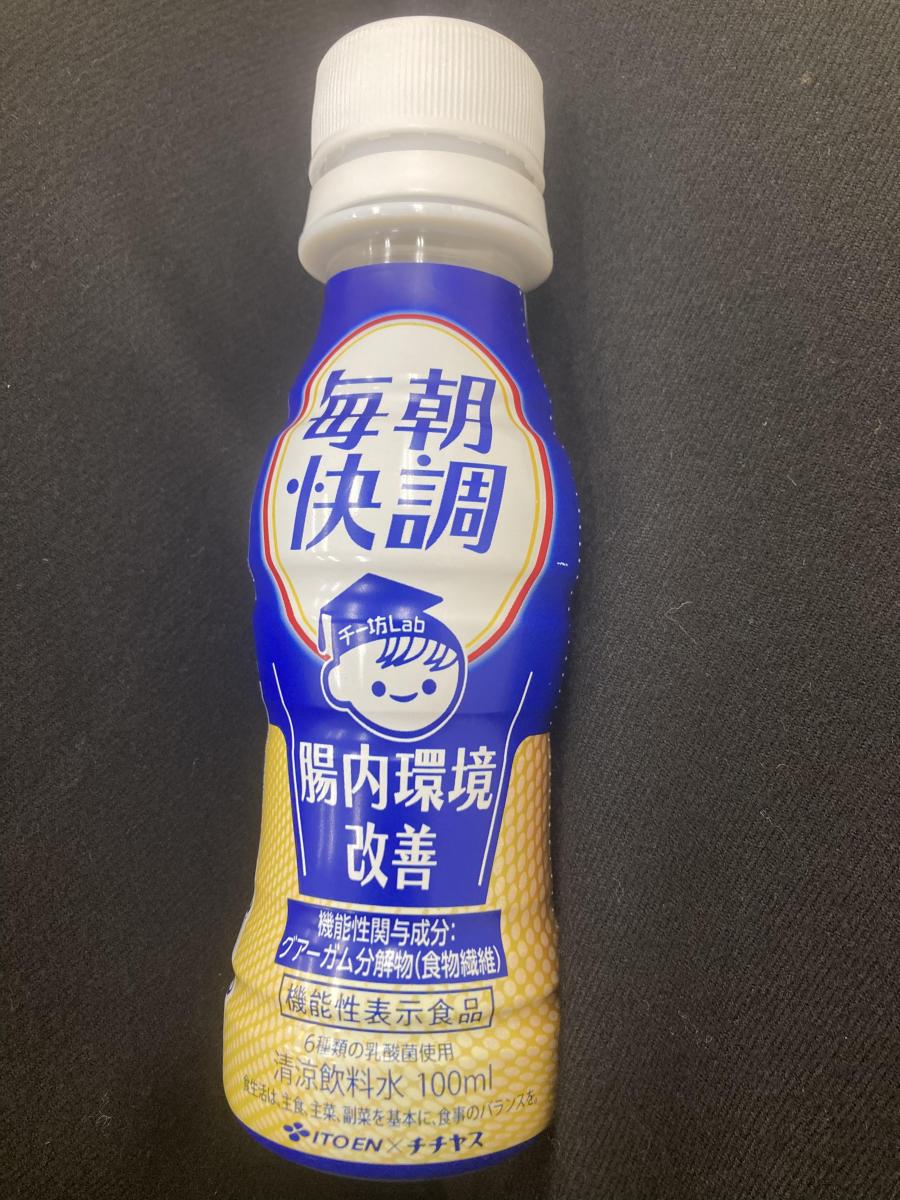 毎朝
快調
チー坊Lab
腸内環境
改善
機能性関与成分:
グアーガム分解物(食物繊維)
機能性表示食品
6種類の乳酸菌使用
清涼飲料水 100ml
食生活は、主食、主菜、副菜を基本に、食事のバランスを。
ITO EN×チチヤス